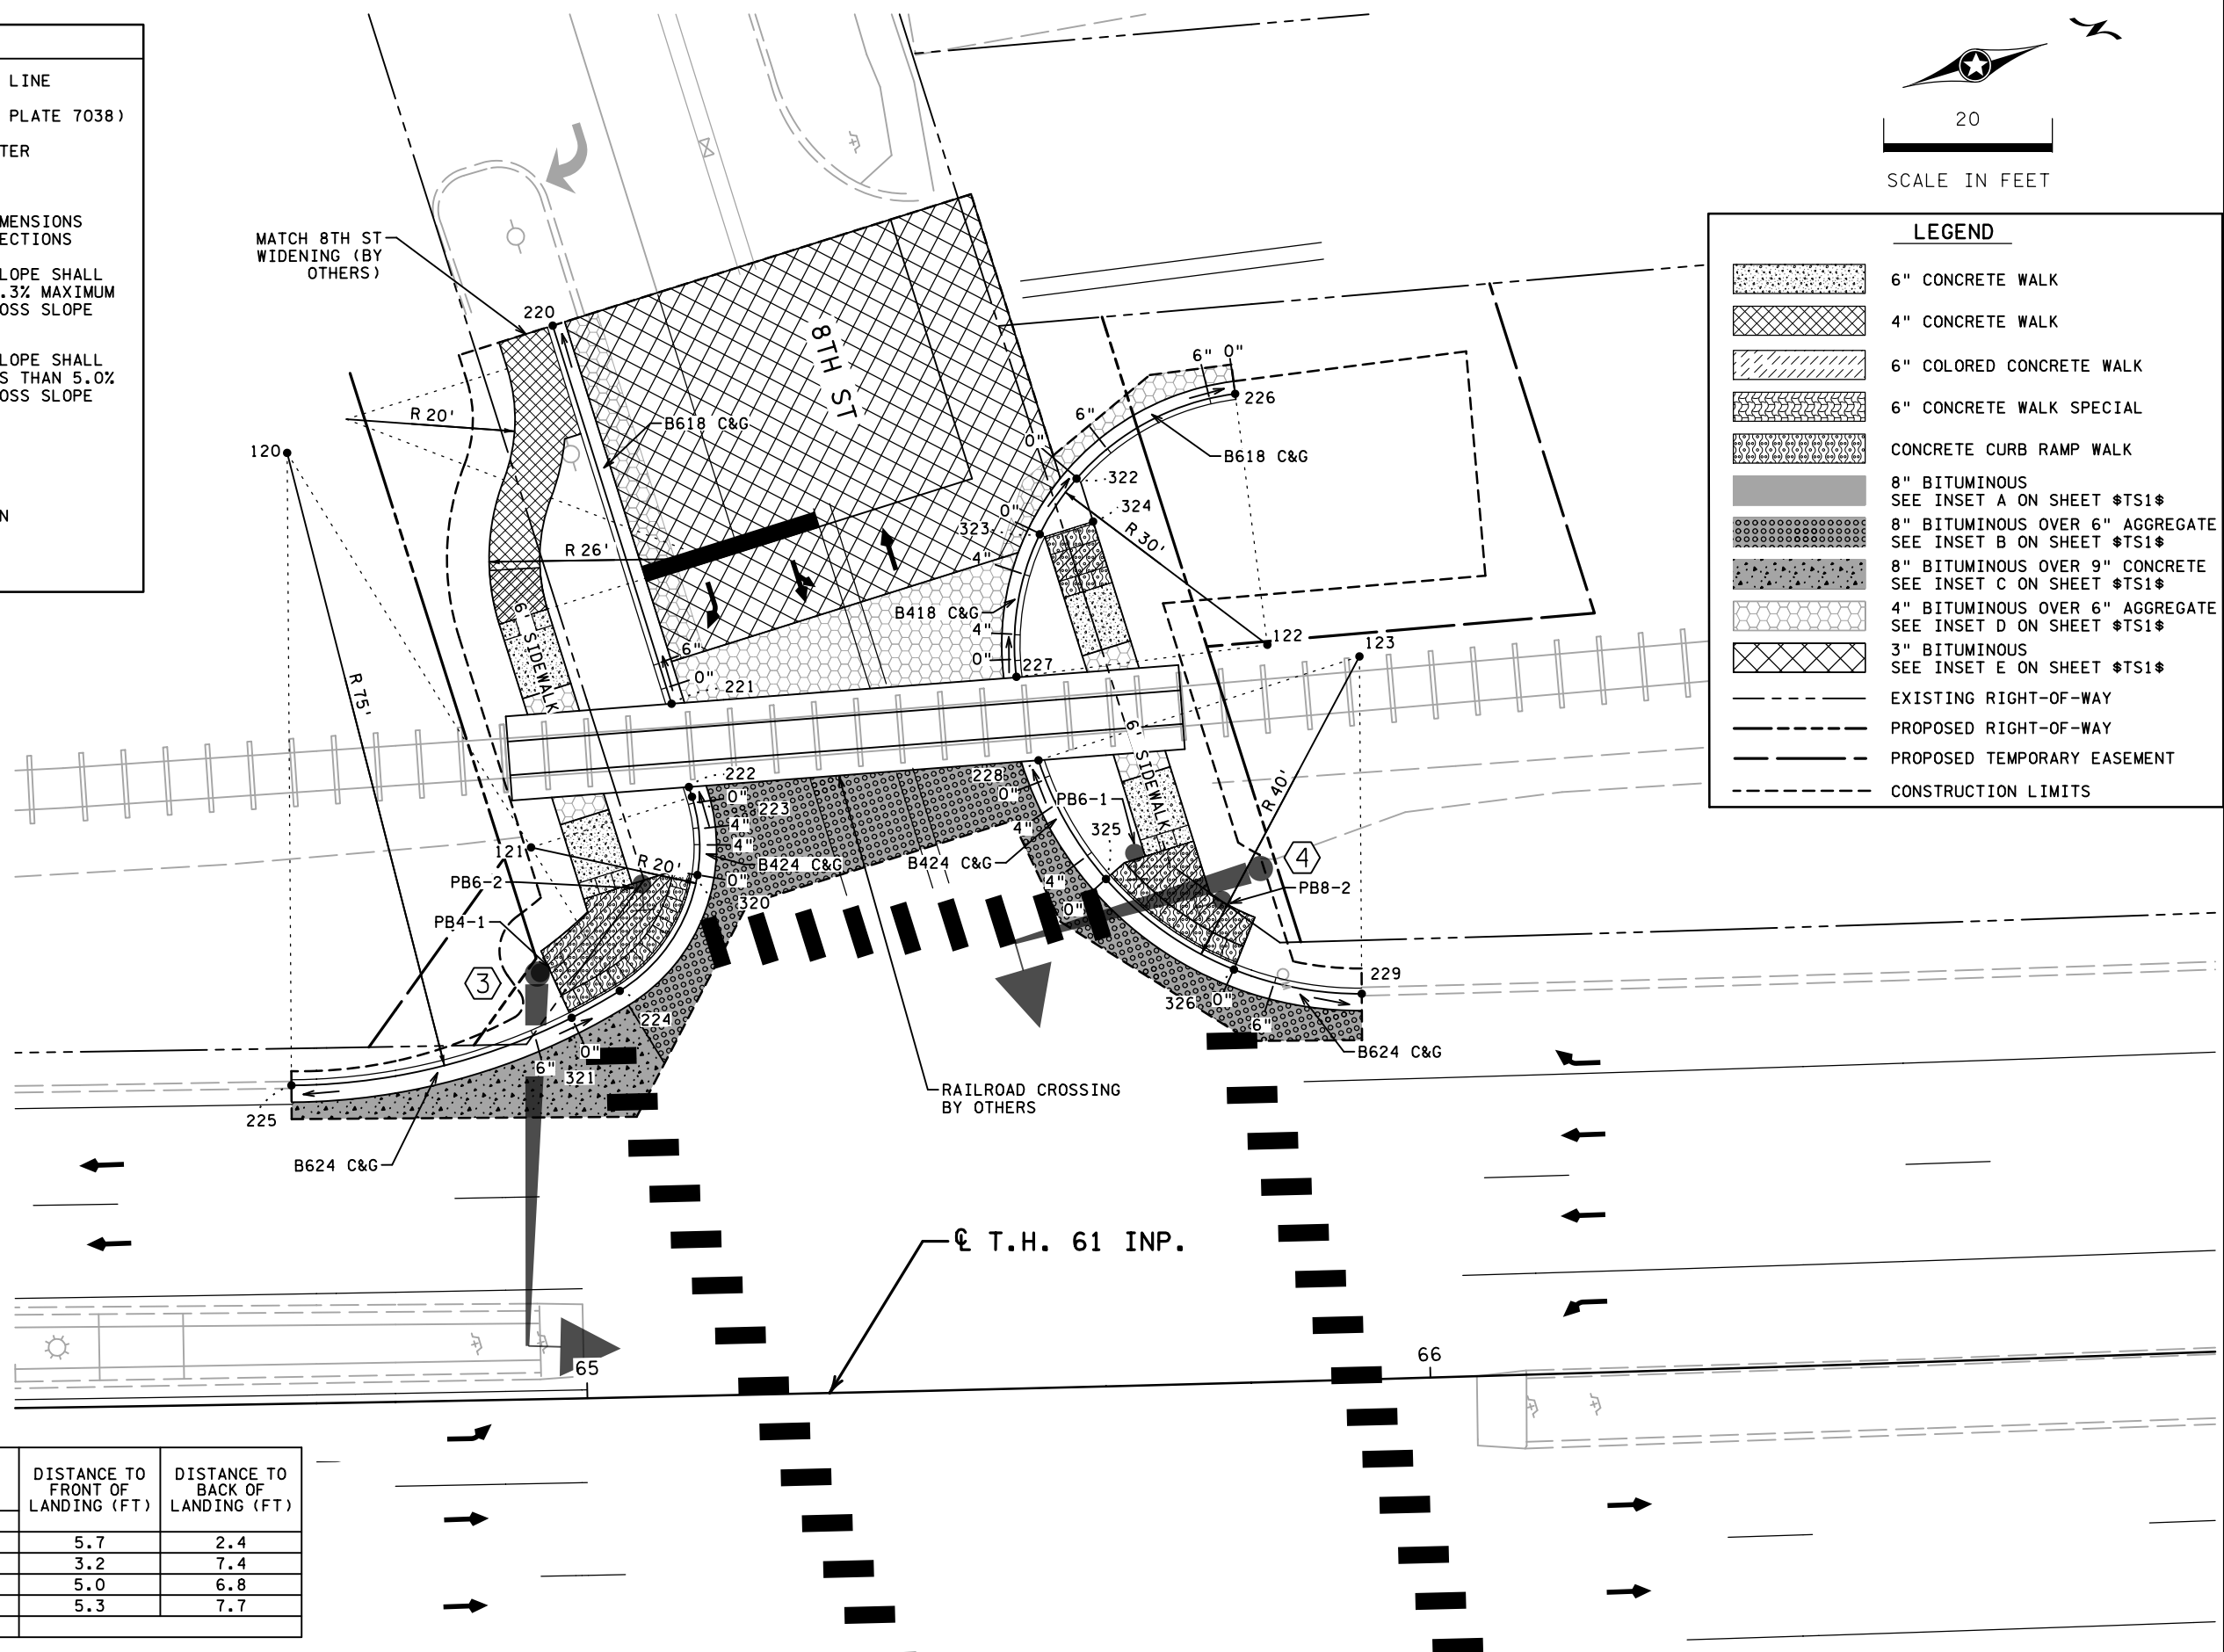 LINE
PLATE 7038)
TER
MENSIONS
ECTIONS
LOPE SHALL
.3% MAXIMUM
OSS SLOPE
LOPE SHALL
S THAN 5.0%
OSS SLOPE
N
20
SCALE IN FEET
LEGEND
6" CONCRETE WALK
4" CONCRETE WALK
6" COLORED CONCRETE WALK
6" CONCRETE WALK SPECIAL
CONCRETE CURB RAMP WALK
8" BITUMINOUS
SEE INSET A ON SHEET $TS1$
8" BITUMINOUS OVER 6" AGGREGATE
SEE INSET B ON SHEET $TS1$
8" BITUMINOUS OVER 9" CONCRETE
SEE INSET C ON SHEET $TS1$
4" BITUMINOUS OVER 6" AGGREGATE
SEE INSET D ON SHEET $TS1$
3" BITUMINOUS
SEE INSET E ON SHEET $TS1$
EXISTING RIGHT-OF-WAY
PROPOSED RIGHT-OF-WAY
PROPOSED TEMPORARY EASEMENT
CONSTRUCTION LIMITS
MATCH 8TH ST
WIDENING (BY
OTHERS)
220
8TH ST
R 20'
120
B618 C&G
R 26'
6" 0"
226
6"
0"
B618 C&G
322
324
0"
323
R 30'
4"
B418 C&G
4"
0"
227
122
123
6' SIDEWALK
R 75'
6"
0"
221
222
0"
223
4"
4"
B424 C&G
0"
320
121
R 20'
PB6-2
PB4-1
3
228
0"
PB6-1
6' SIDEWALK
R 40'
4"
325
B424 C&G
4"
0"
4
PB8-2
229
326
0"
6"
B624 C&G
224
0"
6"
321
225
B624 C&G
RAILROAD CROSSING
BY OTHERS
℄ T.H. 61 INP.
65
66
DISTANCE TO
FRONT OF
LANDING (FT)
DISTANCE TO
BACK OF
LANDING (FT)
5.7 2.4
3.2 7.4
5.0 6.8
5.3 7.7